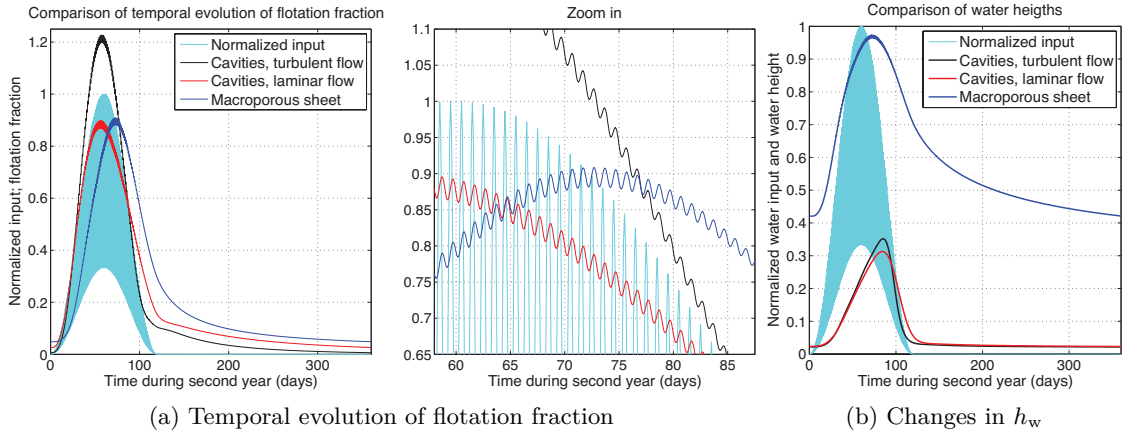 Comparison of temporal evolution of flotation fraction
Normalized input; flotation fraction
1.2
1
0.8
0.6
0.4
0.2
0
Normalized input
Cavities, turbulent flow
Cavities, laminar flow
Macroporous sheet
0 100 200 300
Time during second year (days)
Zoom in
1.1
1.05
1
0.95
0.9
0.85
0.8
0.75
0.7
0.65
60 65 70 75 80 85
Time during second year (days)
(a) Temporal evolution of flotation fraction
Comparison of water heigths
Normalized water input and water height
1
0.9
0.8
0.7
0.6
0.5
0.4
0.3
0.2
0.1
0
Normalized input
Cavities, turbulent flow
Cavities, laminar flow
Macroporous sheet
0 100 200 300
Time during second year (days)
(b) Changes in h_w